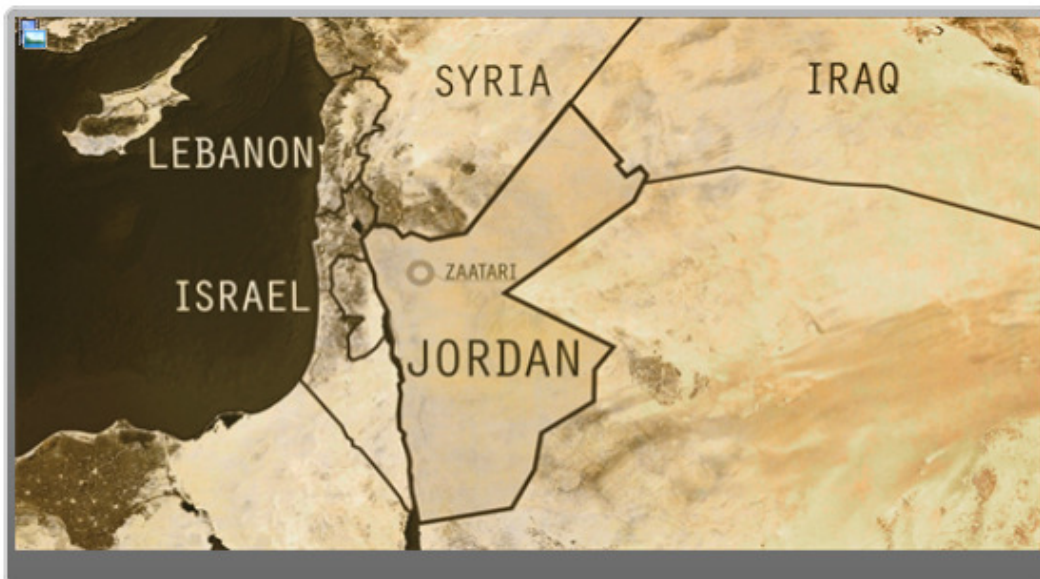 SYRIA
IRAQ
LEBANON
ZAATARI
ISRAEL
JORDAN